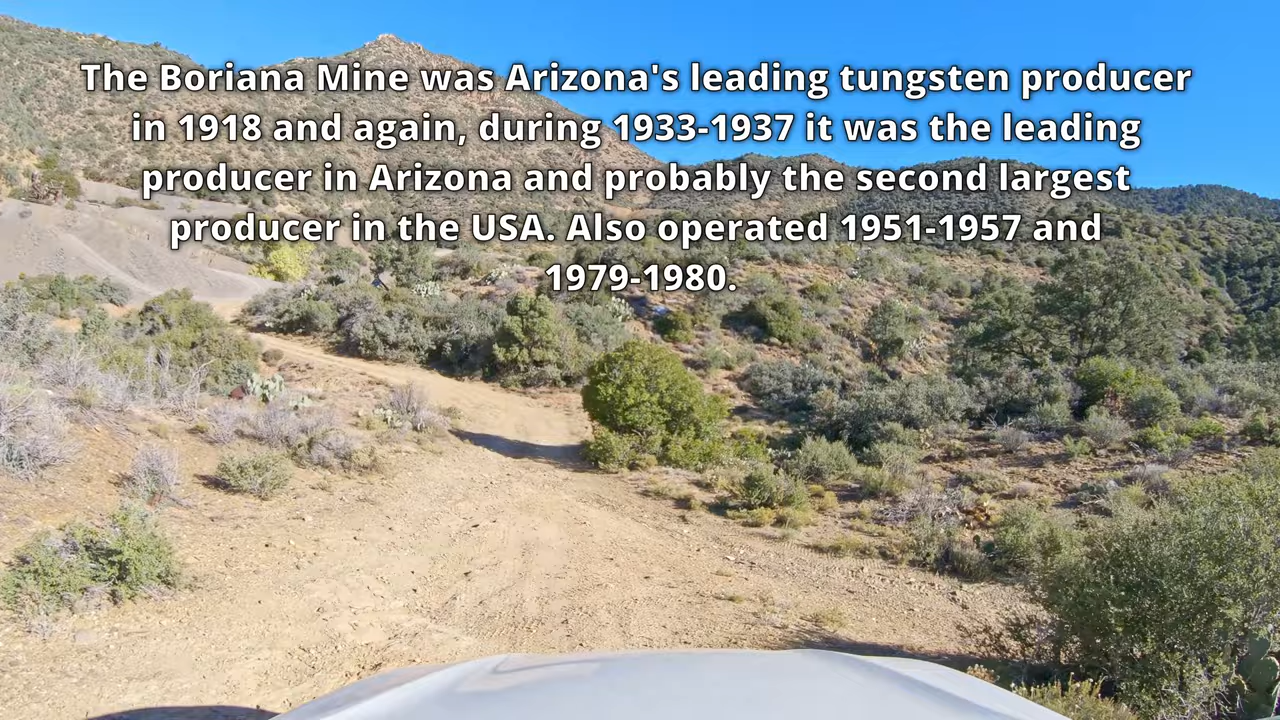 The Boriana Mine was Arizona's leading tungsten producer
in 1918 and again, during 1933-1937 it was the leading
producer in Arizona and probably the second largest
producer in the USA. Also operated 1951-1957 and
1979-1980.